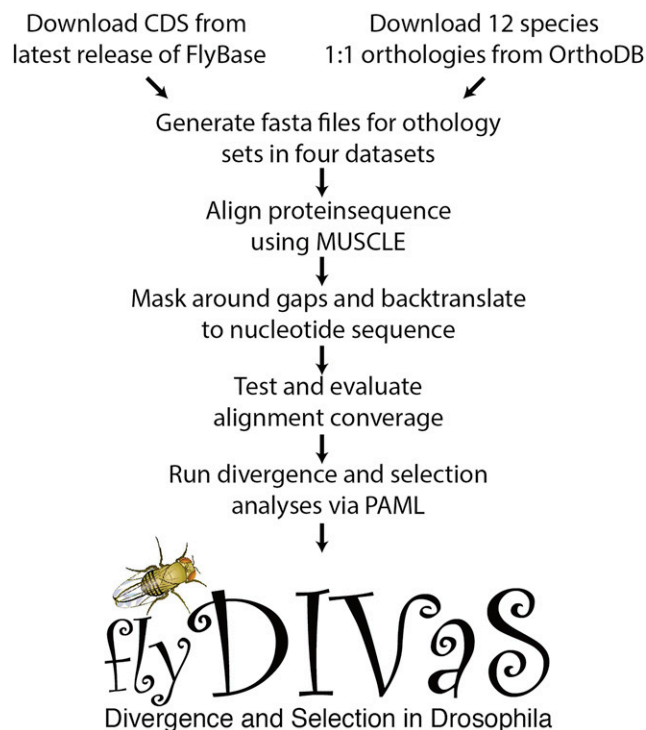 Download CDS from
latest release of FlyBase
Download 12 species
1:1 orthologies from OrthoDB
Generate fasta files for othology
sets in four datasets
Align proteinsequence
using MUSCLE
Mask around gaps and backtranslate
to nucleotide sequence
Test and evaluate
alignment converage
Run divergence and selection
analyses via PAML
flyDIVaS
Divergence and Selection in Drosophila